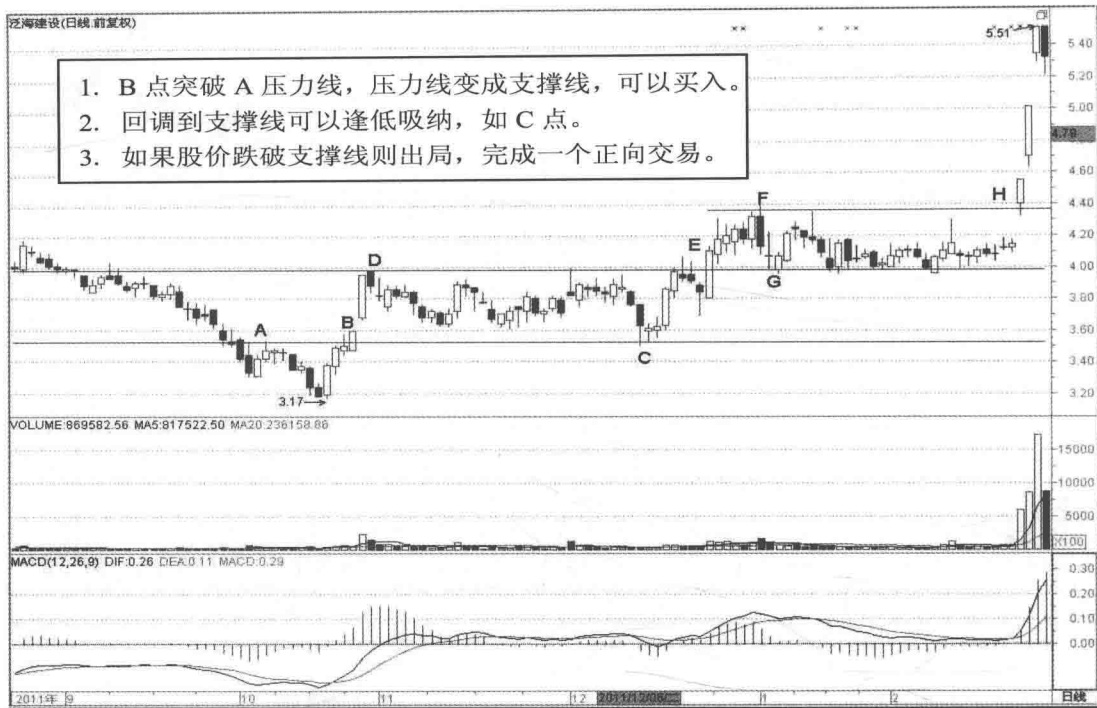 泛海建设(日线.前复权)
5.51
5.40
5.20
5.00
4.79
4.60
4.40
4.20
4.00
3.80
3.60
3.40
3.20
1. B 点突破 A 压力线，压力线变成支撑线，可以买入。
2. 回调到支撑线可以逢低吸纳，如 C 点。
3. 如果股价跌破支撑线则出局，完成一个正向交易。
A
B
C
D
E
F
G
H
3.17
VOLUME:869582.56 MA5:817522.50 MA20:236158.86
15000
10000
5000
X100
MACD(12,26,9) DIF:0.26 DEA:0.11 MACD:0.29
0.30
0.20
0.10
0.00
2011年 9 10 11 12 1 2 日线